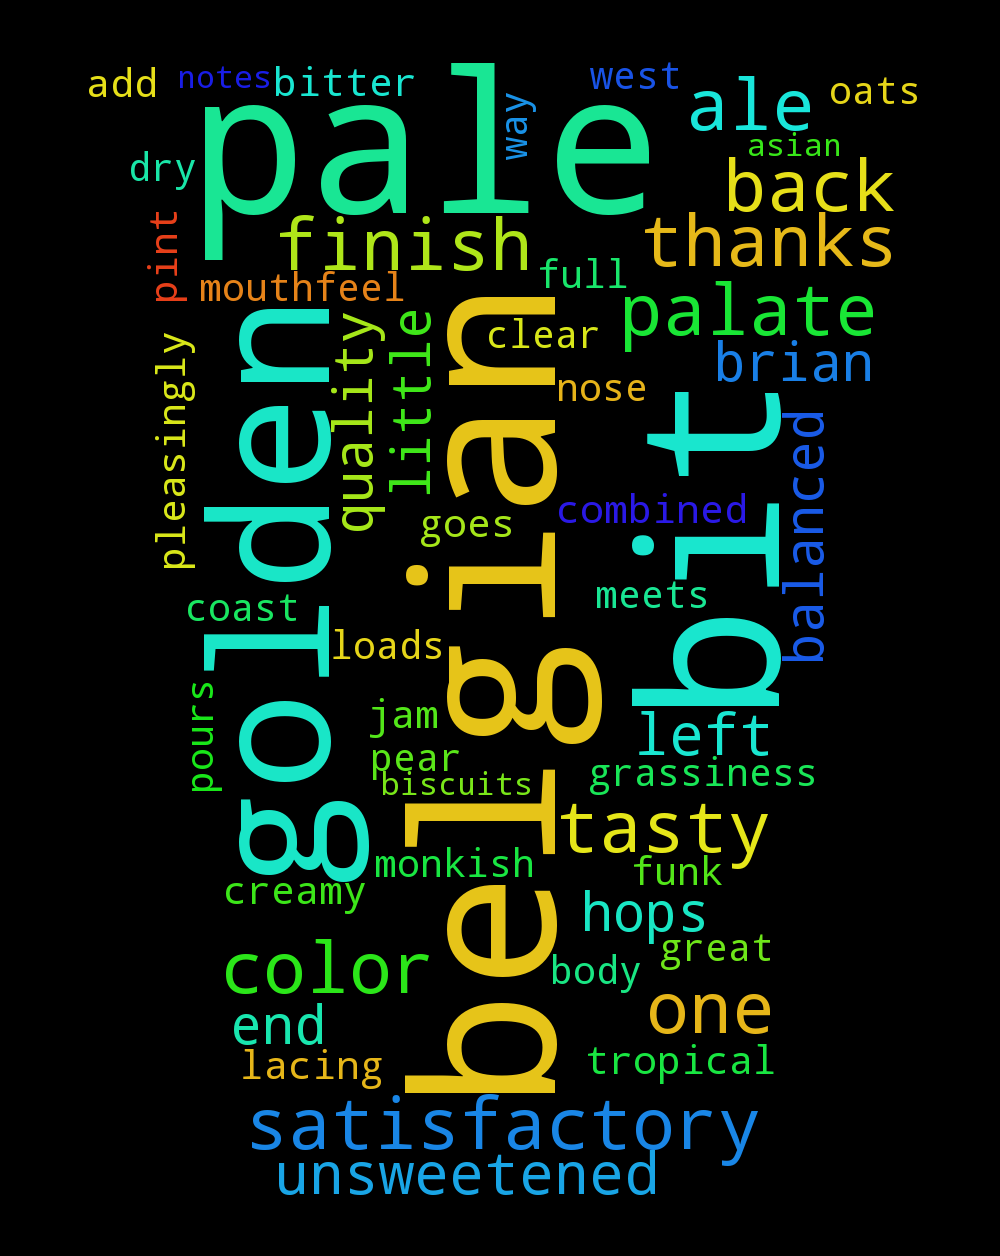 add
notes
bitter
west
ale
oats
pale
way
asian
dry
back
pint
finish
thanks
mouthfeel
full
palate
golden
quality
little
belgian
clear
brian
pleasingly
nose
bit
balanced
goes
combined
coast
meets
loads
pours
jam
left
pear
biscuits
grassiness
tasty
monkish
funk
creamy
hops
color
great
body
end
one
lacing
tropical
satisfactory
unsweetened